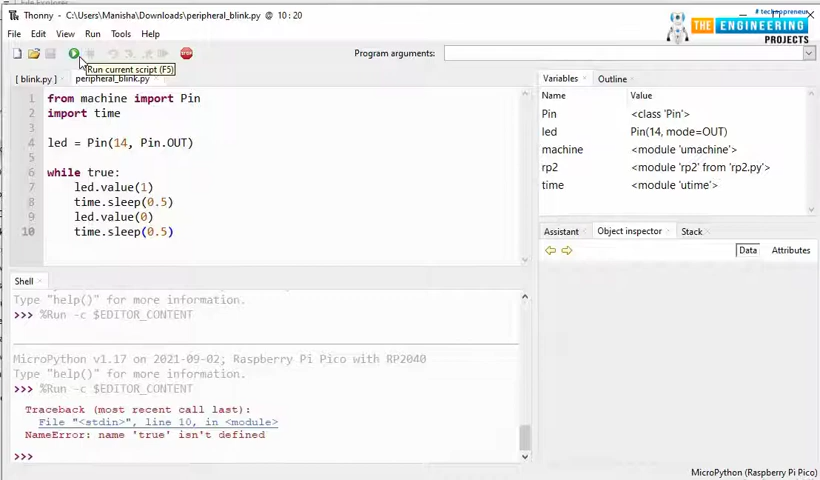 Thonny - C:\Users\Manisha\Downloads\peripheral_blink.py @ 10 : 20
# technopreneur
THE ENGINEERING
PROJECTS
File Edit View Run Tools Help
Program arguments:
Run current script (F5)
[ blink.py ]
peripheral_blink.py
1 from machine import Pin
2 import time
3
4 led = Pin(14, Pin.OUT)
5
6 while true:
7 led.value(1)
8 time.sleep(0.5)
9 led.value(0)
10 time.sleep(0.5)
Variables Outline
Name Value
Pin <class 'Pin'>
led Pin(14, mode=OUT)
machine <module 'umachine'>
rp2 <module 'rp2' from 'rp2.py'>
time <module 'utime'>
Assistant Object inspector Stack
Data Attributes
Shell
Type "help()" for more information.
>>> %Run -c $EDITOR_CONTENT
MicroPython v1.17 on 2021-09-02; Raspberry Pi Pico with RP2040
Type "help()" for more information.
>>> %Run -c $EDITOR_CONTENT
Traceback (most recent call last):
File "<stdin>", line 10, in <module>
NameError: name 'true' isn't defined
>>>
MicroPython (Raspberry Pi Pico)